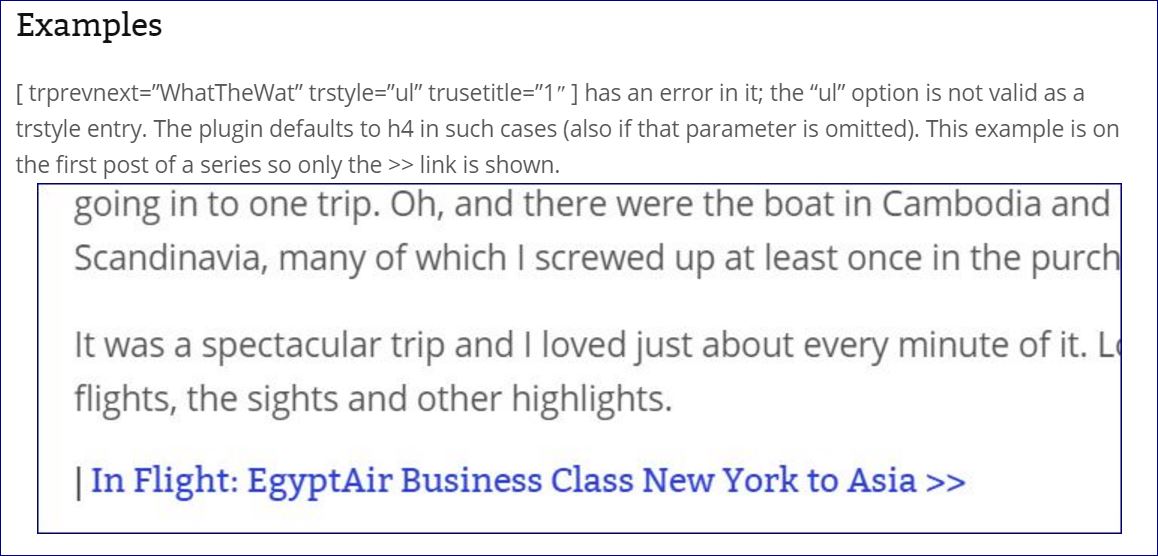 Examples
[ trprevnext=”WhatTheWat” trstyle=”ul” trusetitle=”1″ ] has an error in it; the “ul” option is not valid as a
trstyle entry. The plugin defaults to h4 in such cases (also if that parameter is omitted). This example is on
the first post of a series so only the >> link is shown.
going in to one trip. Oh, and there were the boat in Cambodia and
Scandinavia, many of which I screwed up at least once in the purch
It was a spectacular trip and I loved just about every minute of it.
flights, the sights and other highlights.
| In Flight: EgyptAir Business Class New York to Asia >>